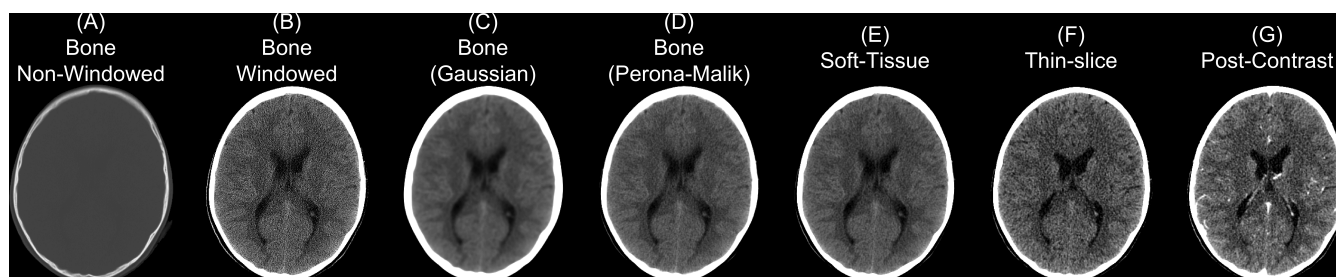 (A)
Bone
Non-Windowed
(B)
Bone
Windowed
(C)
Bone
(Gaussian)
(D)
Bone
(Perona-Malik)
(E)
Soft-Tissue
(F)
Thin-slice
(G)
Post-Contrast